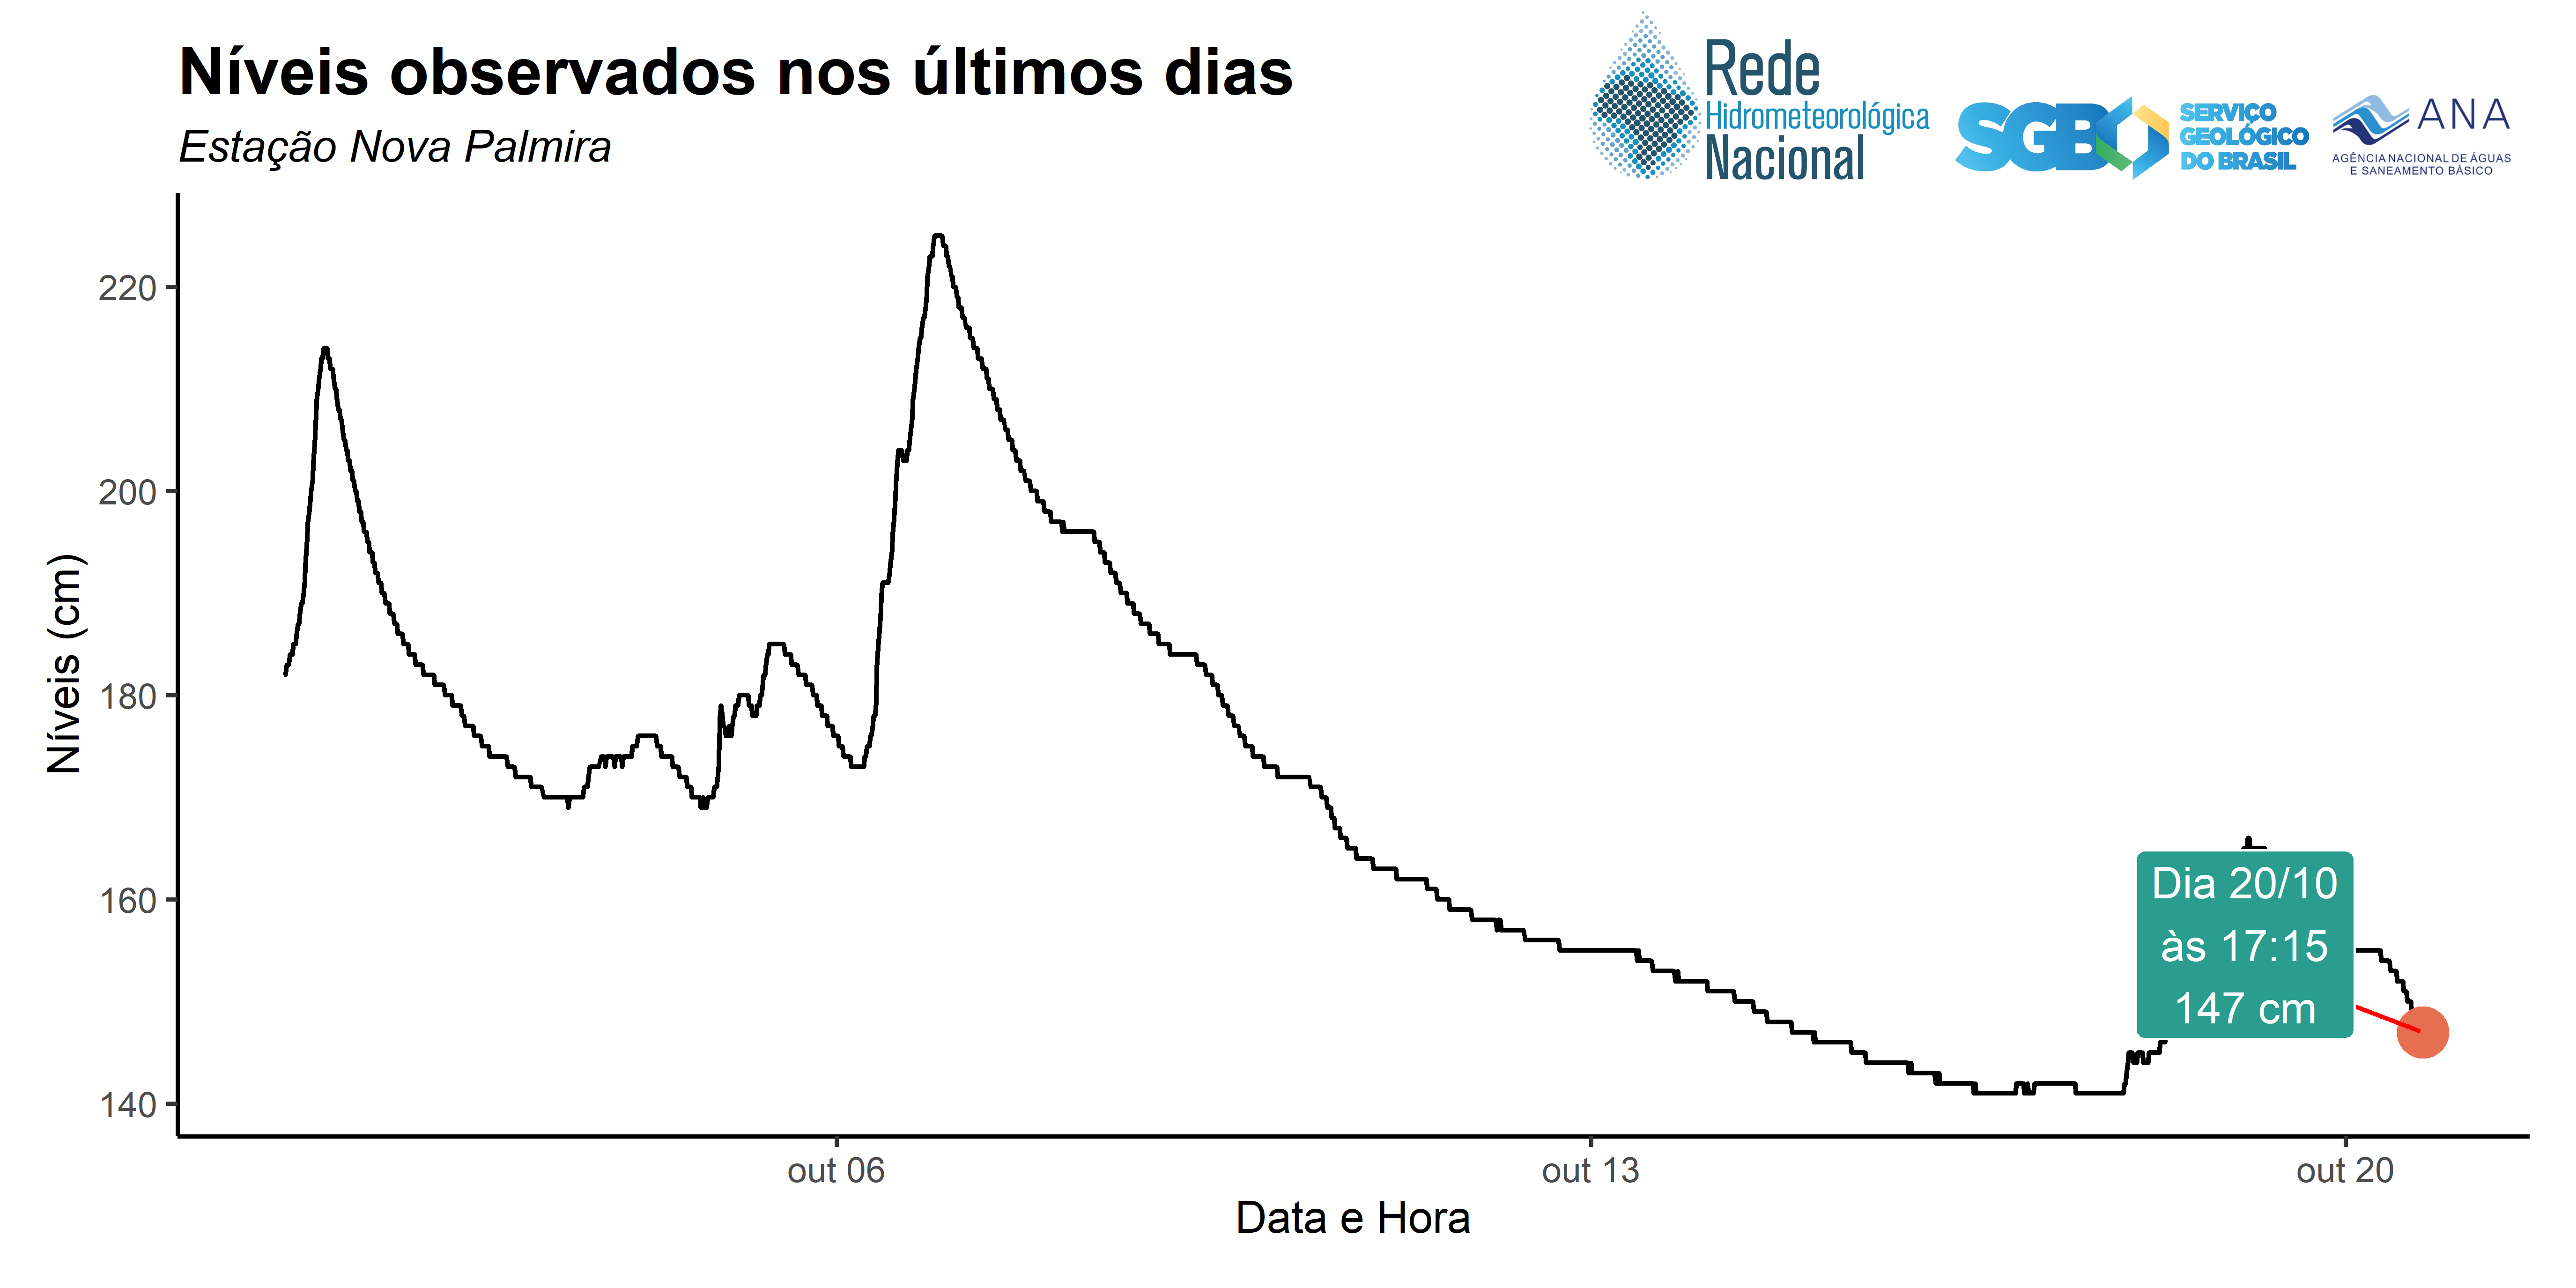 Níveis observados nos últimos dias
Estação Nova Palmira
Rede
Hidrometeorológica
Nacional
SGB
SERVIÇO
GEOLÓGICO
DO BRASIL
ANA
AGÊNCIA NACIONAL DE ÁGUAS
E SANEAMENTO BÁSICO
Níveis (cm)
220
200
180
160
140
Dia 20/10
às 17:15
147 cm
out 06
out 13
out 20
Data e Hora